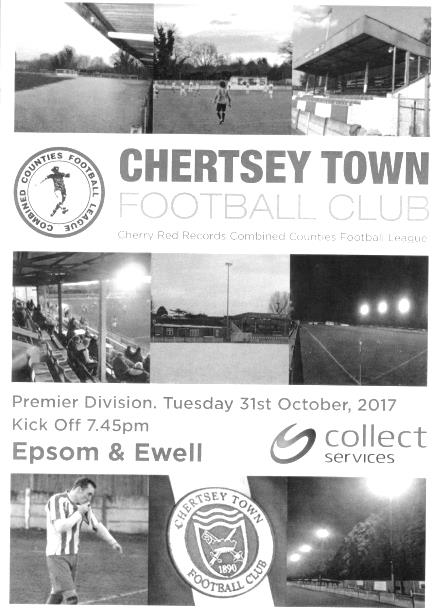 COMBINED COUNTIES FOOTBALL LEAGUE
CHERTSEY TOWN
FOOTBALL CLUB
Cherry Red Records Combined Counties Football League
Premier Division. Tuesday 31st October, 2017
Kick Off 7.45pm
Epsom & Ewell
collect
services
CHERTSEY TOWN
1890
FOOTBALL CLUB